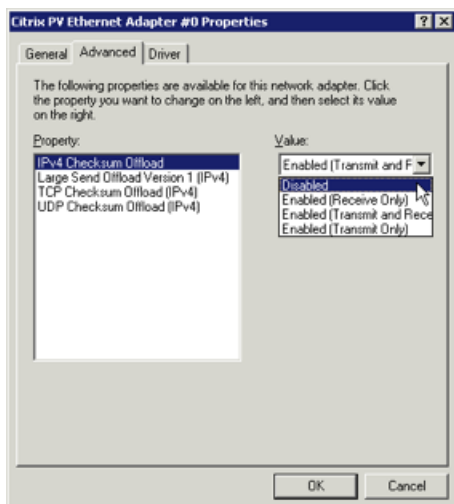 Citrix PV Ethernet Adapter #0 Properties
General Advanced Driver
The following properties are available for this network adapter. Click
the property you want to change on the left, and then select its value
on the right.
Property:
IPv4 Checksum Offload
Large Send Offload Version 1 (IPv4)
TCP Checksum Offload (IPv4)
UDP Checksum Offload (IPv4)
Value:
Enabled (Transmit and F
Disabled
Enabled (Receive Only)
Enabled (Transmit and Rece
Enabled (Transmit Only)
OK Cancel